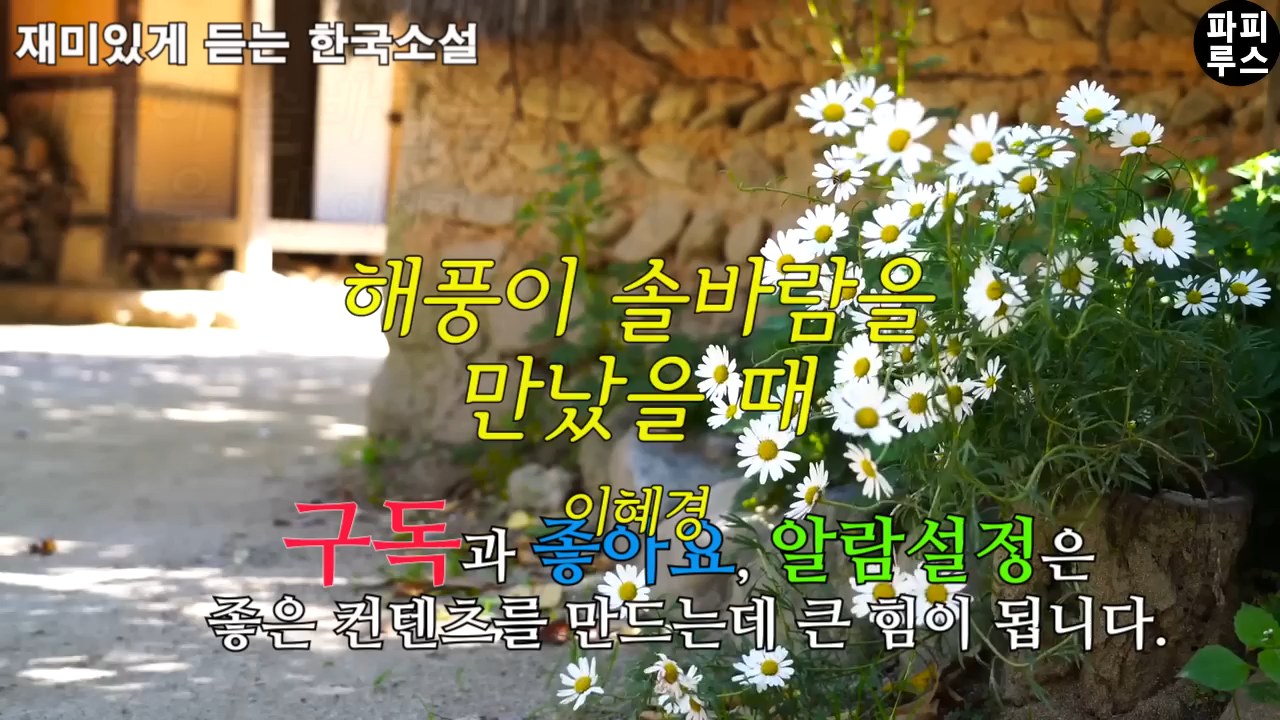 재미있게 듣는 한국소설
파피
루스
해풍이 솔바람을
만났을 때
이혜경
구독과 좋아요, 알람설정은
좋은 컨텐츠를 만드는데 큰 힘이 됩니다.